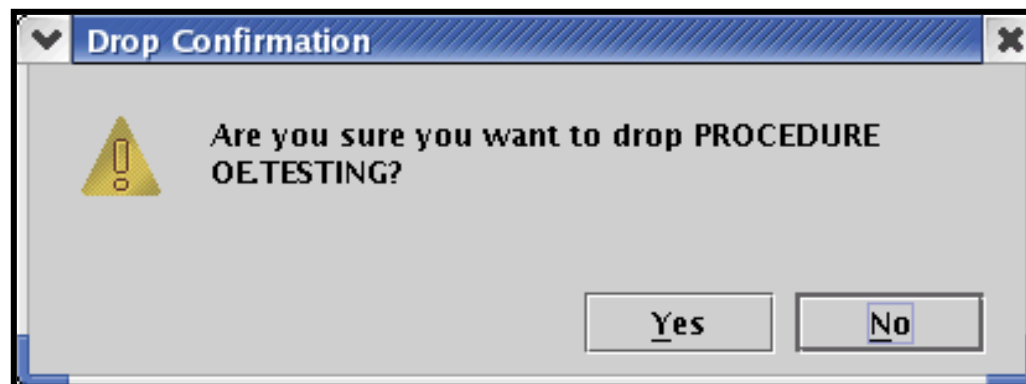 Drop Confirmation
Are you sure you want to drop PROCEDURE
OE.TESTING?
Yes
No